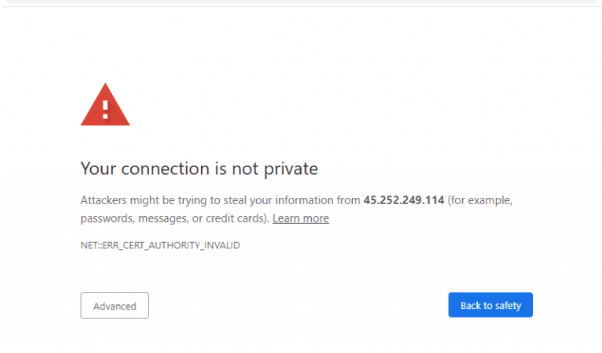 Your connection is not private
Attackers might be trying to steal your information from 45.252.249.114 (for example,
passwords, messages, or credit cards). Learn more
NET::ERR_CERT_AUTHORITY_INVALID
Advanced
Back to safety